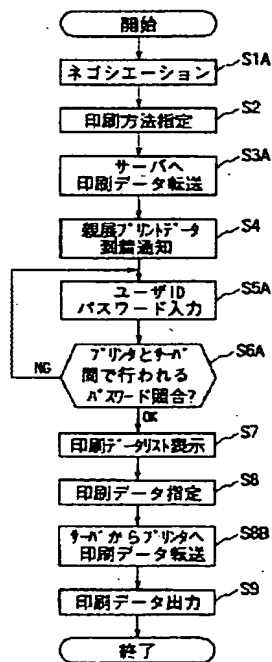 開始
ネゴシエーション
S1A
印刷方法指定
S2
サーバへ
印刷データ転送
S3A
親展プリントデータ
到着通知
S4
ユーザID
パスワード入力
S5A
プリンタとサーバ
間で行われる
パスワード照合?
S6A
NG
OK
印刷データリスト表示
S7
印刷データ指定
S8
サーバからプリンタへ
印刷データ転送
S8B
印刷データ出力
S9
終了